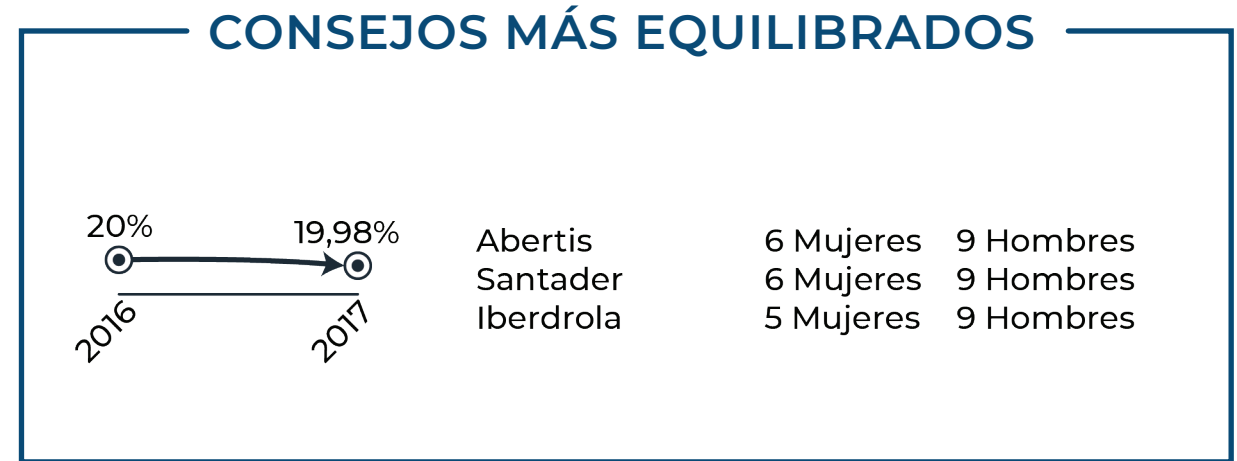 CONSEJOS MÁS EQUILIBRADOS
20%
19,98%
2016
2017
Abertis 6 Mujeres 9 Hombres
Santader 6 Mujeres 9 Hombres
Iberdrola 5 Mujeres 9 Hombres